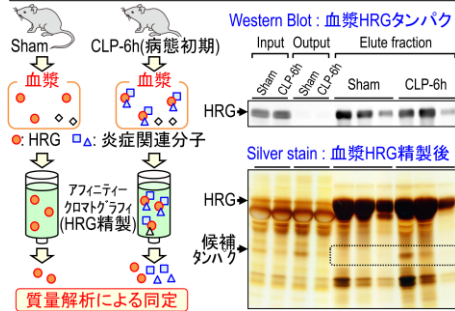 Sham
CLP-6h(病態初期)
血漿
血漿
: HRG
: 炎症関連分子
アフィニティー
クロマトグラフィ
(HRG精製)
質量解析による同定
Western Blot : 血漿HRGタンパク
Input Output Elute fraction
Sham CLP-6h Sham CLP-6h Sham CLP-6h
HRG
Silver stain : 血漿HRG精製後
HRG
候補
タンパク